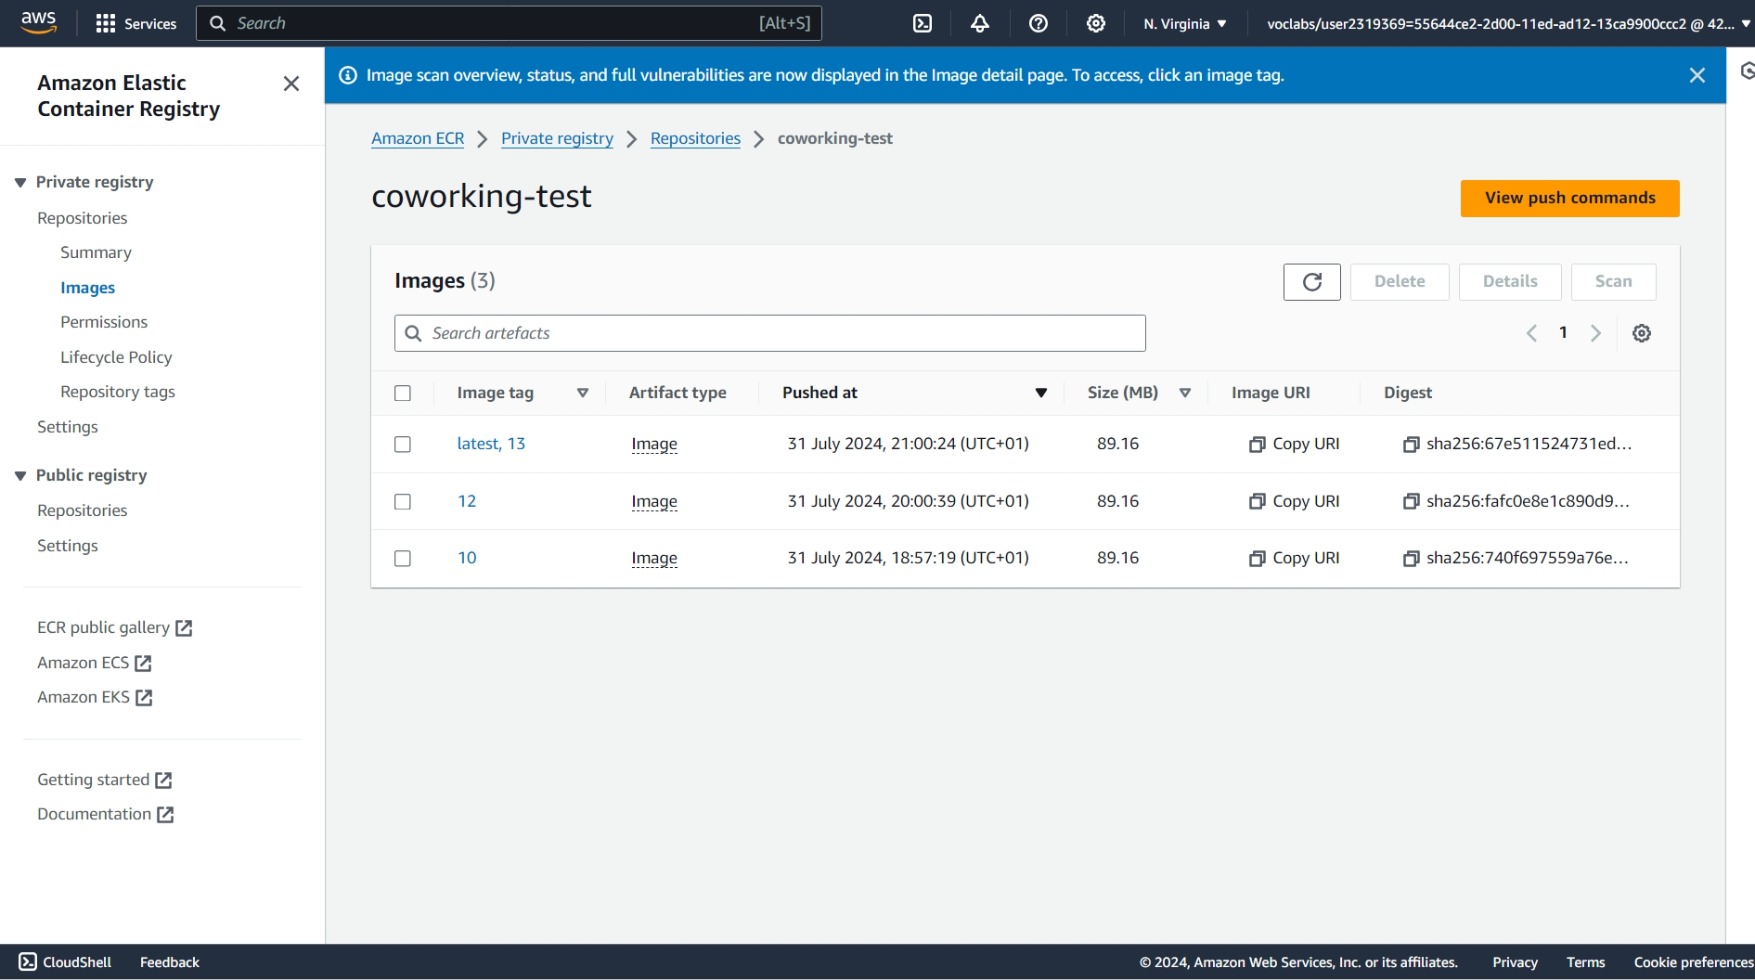 aws
Services
Search [Alt+S]
N. Virginia
voclabs/user2319369=55644ce2-2d00-11ed-ad12-13ca9900ccc2 @ 42...
Amazon Elastic
Container Registry
Private registry
Repositories
Summary
Images
Permissions
Lifecycle Policy
Repository tags
Settings
Public registry
Repositories
Settings
ECR public gallery
Amazon ECS
Amazon EKS
Getting started
Documentation
Image scan overview, status, and full vulnerabilities are now displayed in the Image detail page. To access, click an image tag.
Amazon ECR Private registry Repositories coworking-test
coworking-test
View push commands
Images (3)
Delete Details Scan
Search artefacts
1
Image tag Artifact type Pushed at Size (MB) Image URI Digest
latest, 13 Image 31 July 2024, 21:00:24 (UTC+01) 89.16 Copy URI sha256:67e511524731ed...
12 Image 31 July 2024, 20:00:39 (UTC+01) 89.16 Copy URI sha256:fafc0e8e1c890d9...
10 Image 31 July 2024, 18:57:19 (UTC+01) 89.16 Copy URI sha256:740f697559a76e...
CloudShell Feedback © 2024, Amazon Web Services, Inc. or its affiliates. Privacy Terms Cookie preferences